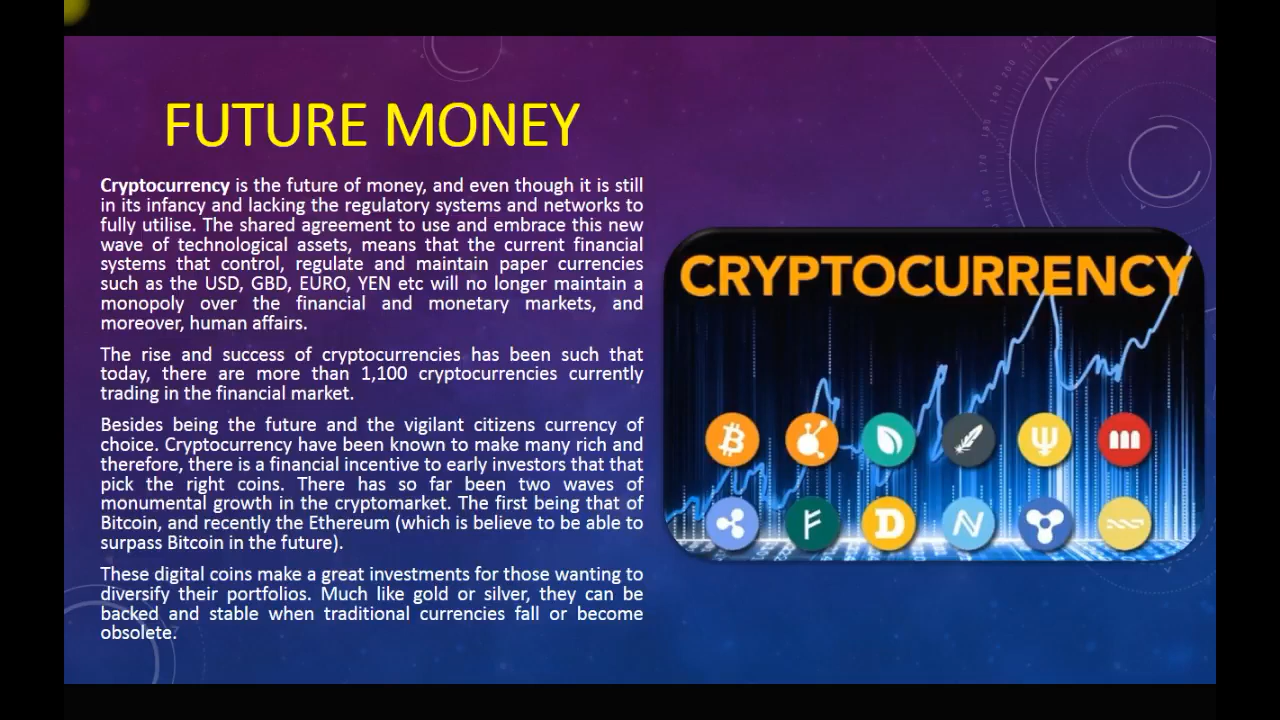 FUTURE MONEY
Cryptocurrency is the future of money, and even though it is still
in its infancy and lacking the regulatory systems and networks to
fully utilise. The shared agreement to use and embrace this new
wave of technological assets, means that the current financial
systems that control, regulate and maintain paper currencies
such as the USD, GBD, EURO, YEN etc will no longer maintain a
monopoly over the financial and monetary markets, and
moreover, human affairs.
The rise and success of cryptocurrencies has been such that
today, there are more than 1,100 cryptocurrencies currently
trading in the financial market.
Besides being the future and the vigilant citizens currency of
choice. Cryptocurrency have been known to make many rich and
therefore, there is a financial incentive to early investors that that
pick the right coins. There has so far been two waves of
monumental growth in the cryptomarket. The first being that of
Bitcoin, and recently the Ethereum (which is believe to be able to
surpass Bitcoin in the future).
These digital coins make a great investments for those wanting to
diversify their portfolios. Much like gold or silver, they can be
backed and stable when traditional currencies fall or become
obsolete.
CRYPTOCURRENCY